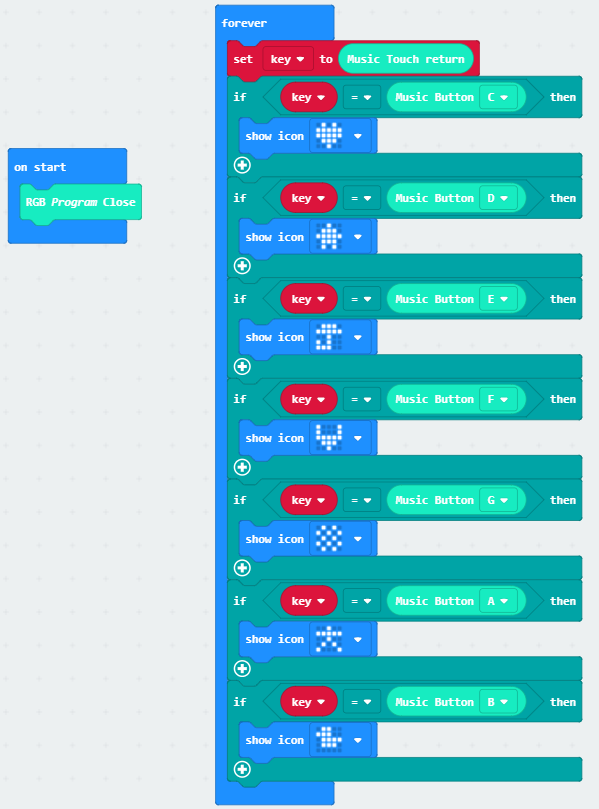 forever
set key to Music Touch return
if key = Music Button C then
show icon
if key = Music Button D then
show icon
if key = Music Button E then
show icon
if key = Music Button F then
show icon
if key = Music Button G then
show icon
if key = Music Button A then
show icon
if key = Music Button B then
show icon
on start
RGB Program Close